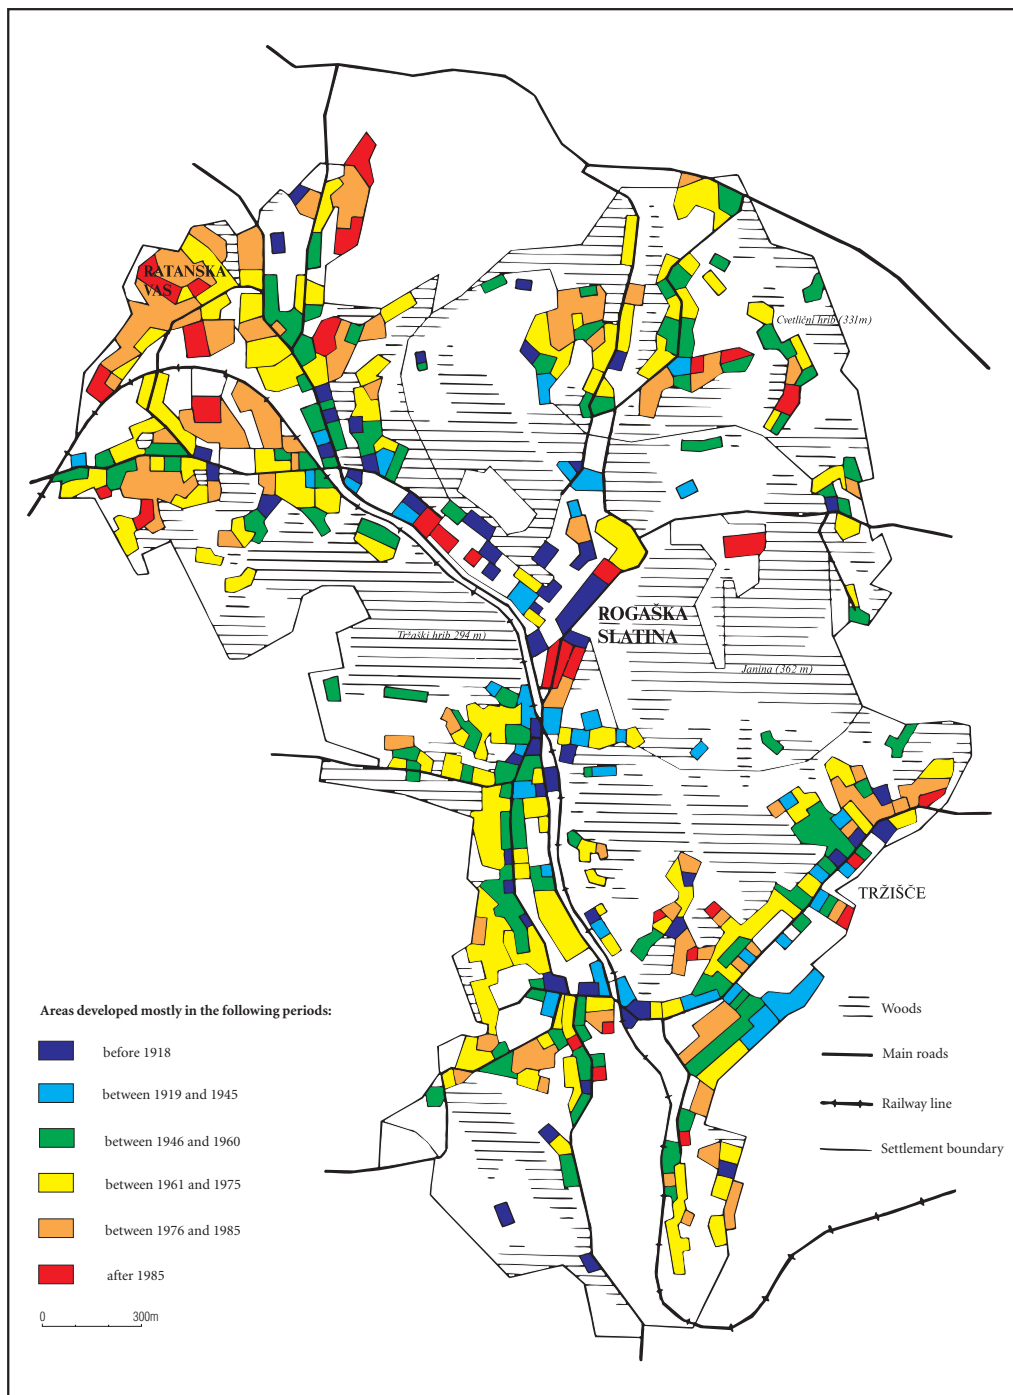 RATANSKA
VAS
Cvetlični hrib (331m)
ROGAŠKA
SLATINA
Tržaški hrib 294 m)
Janina (362 m)
TRŽIŠČE
Areas developed mostly in the following periods:
before 1918
between 1919 and 1945
between 1946 and 1960
between 1961 and 1975
between 1976 and 1985
after 1985
0 300m
Woods
Main roads
Railway line
Settlement boundary